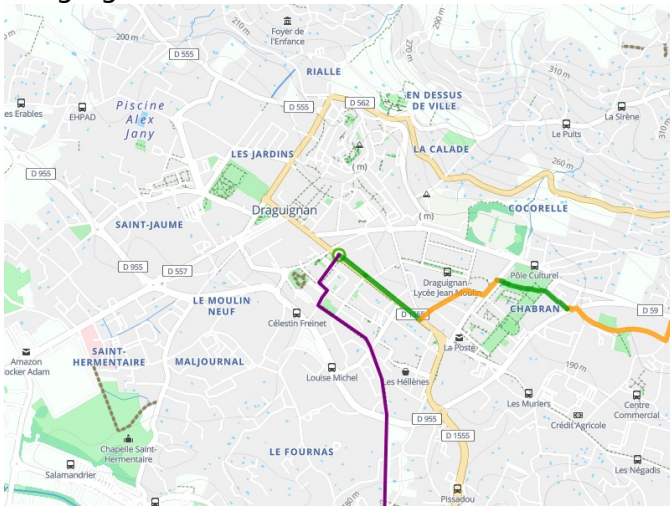 210 m
Foyer de
l'Enfance
200 m
D 555
RIALLE
290 m
270 m
310 m
EN DESSUS
DE VILLE
La Sirène
Le Puits
310 m
es Erables
EHPAD
Piscine
Alex
Jany
D 555
D 562
LES JARDINS
LA CALADE
( m)
260 m
D 955
Draguignan
( m)
COCORELLE
SAINT-JAUME
D 955
D 557
Draguignan -
Lycée Jean Moulin
Pôle Culturel
CHABRAN
D 59
LE MOULIN
NEUF
Célestin Freinet
La Poste
Amazon
ocker Adam
SAINT-
HERMENTAIRE
MALJOURNAL
190 m
Louise Michel
Les Héllènes
Les Muriers
Crédit Agricole
Centre
Commercial
D 955
D 1555
Chapelle Saint-
Hermentaire
LE FOURNAS
Salamandrier
Les Négadis
Pissadou